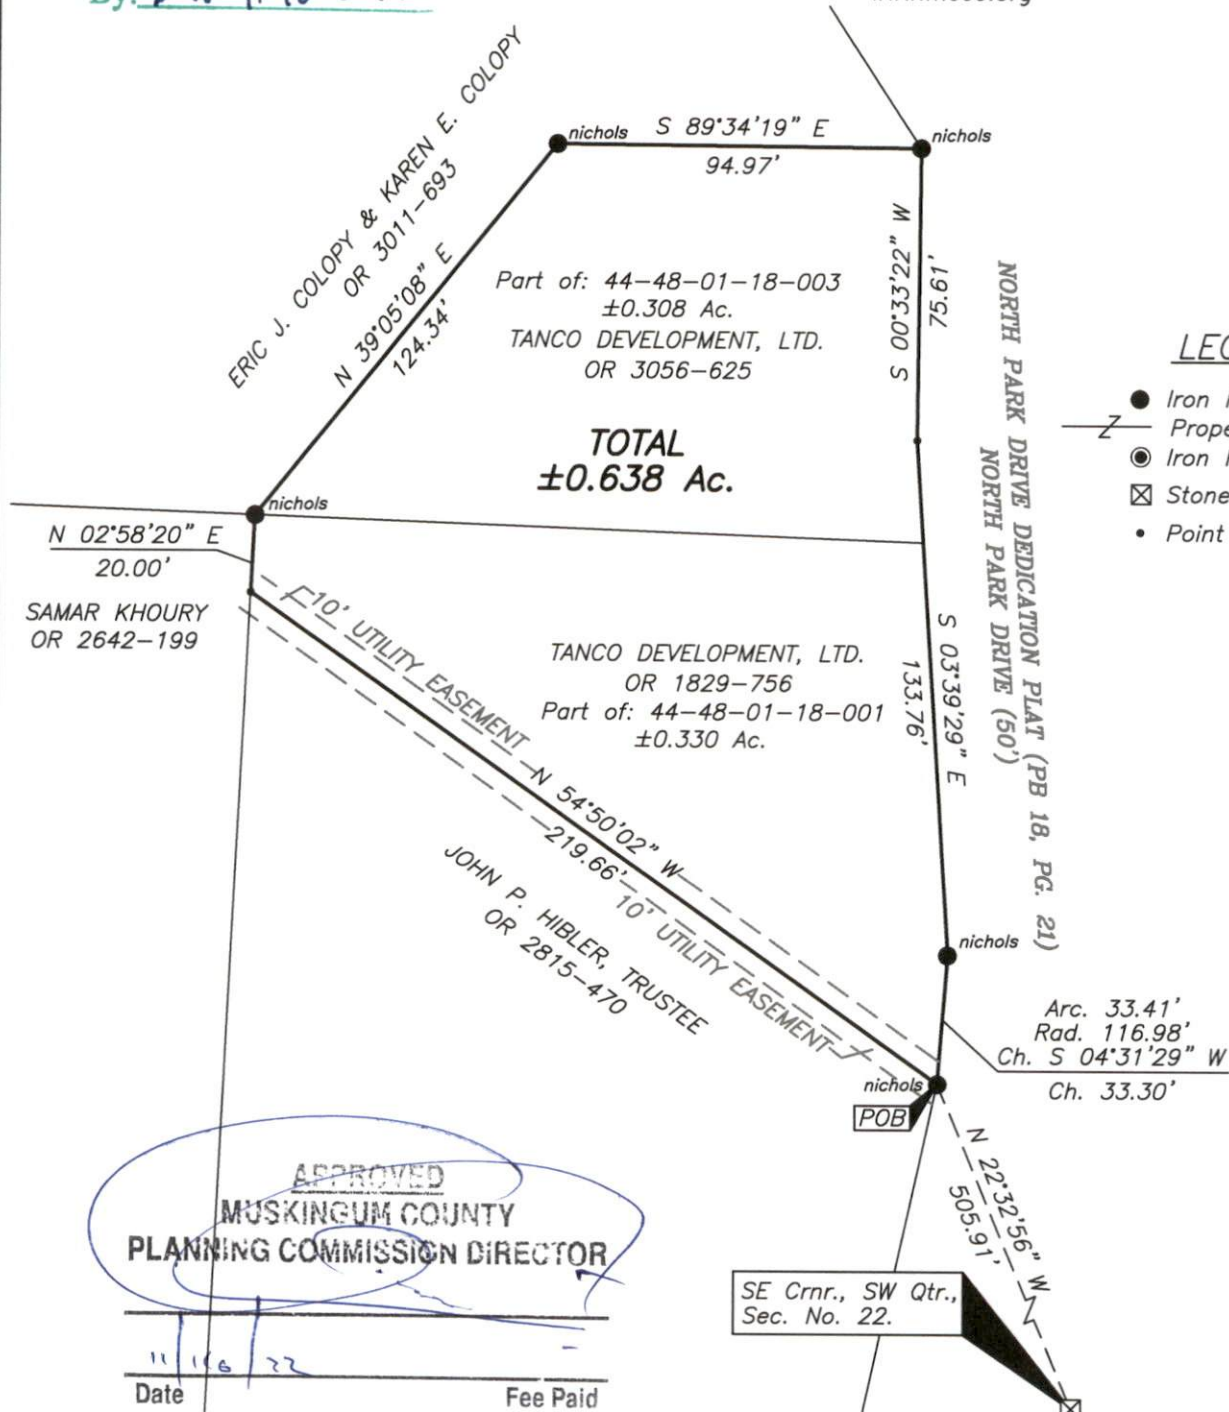 By:
ERIC J. COLOPY & KAREN E. COLOPY
OR 3011-693
N 39°05'08" E
124.34'
nichols
S 89°34'19" E
94.97'
nichols
Part of: 44-48-01-18-003
±0.308 Ac.
TANCO DEVELOPMENT, LTD.
OR 3056-625
S 00°33'22" W
75.61'
NORTH PARK DRIVE DEDICATION PLAT (PB 18, PG. 21)
NORTH PARK DRIVE (50')
Iron
Stone
Point
TOTAL
±0.638 Ac.
nichols
N 02°58'20" E
20.00'
SAMAR KHOURY
OR 2642-199
10' UTILITY EASEMENT
TANCO DEVELOPMENT, LTD.
OR 1829-756
Part of: 44-48-01-18-001
±0.330 Ac.
S 03°39'29" E
133.76'
N 54°50'02" W
219.66'
10' UTILITY EASEMENT
JOHN P. HIBLER, TRUSTEE
OR 2815-470
nichols
Arc. 33.41'
Rad. 116.98'
Ch. S 04°31'29" W
Ch. 33.30'
nichols
POB
N 22°32'56" W
505.91'
SE Crnr., SW Qtr.,
Sec. No. 22.
APPROVED
MUSKINGUM COUNTY
PLANNING COMMISSION DIRECTOR
11/16/22
Date Fee Paid